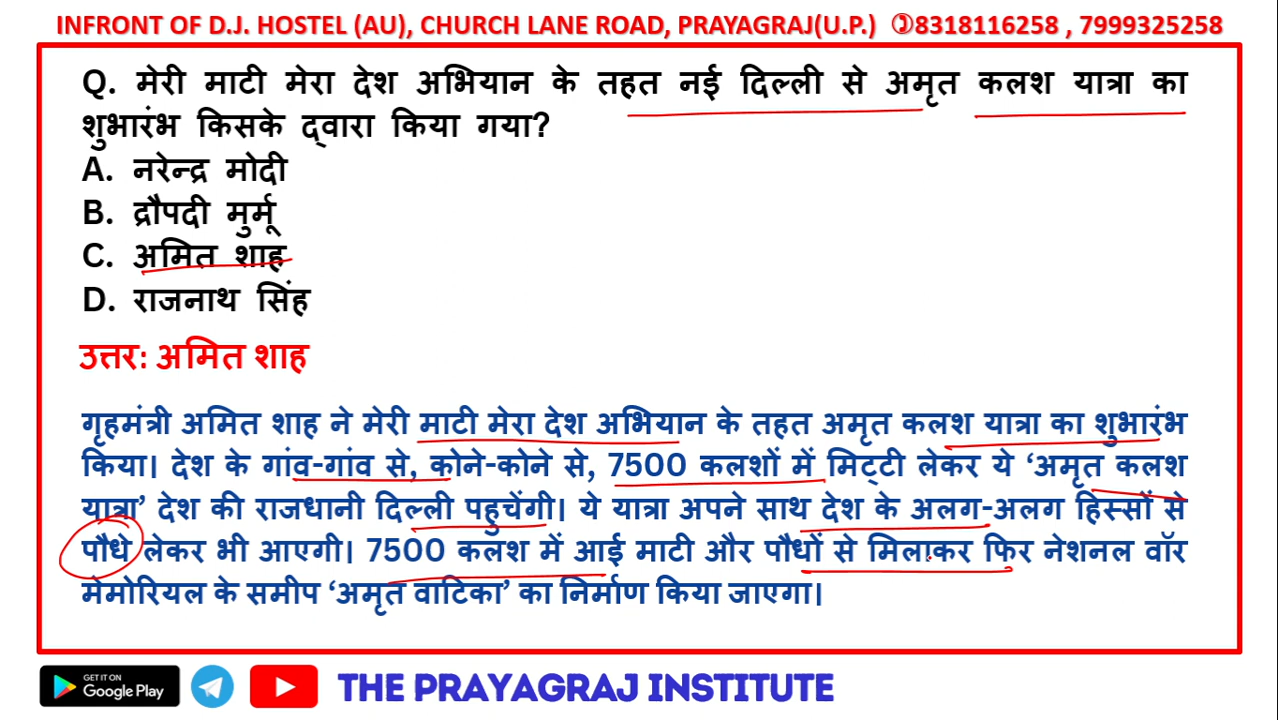 INFRONT OF D.J. HOSTEL (AU), CHURCH LANE ROAD, PRAYAGRAJ(U.P.) ✆8318116258 , 7999325258
Q. मेरी माटी मेरा देश अभियान के तहत नई दिल्ली से अमृत कलश यात्रा का
शुभारंभ किसके द्वारा किया गया?
A. नरेन्द्र मोदी
B. द्रौपदी मुर्मू
C. अमित शाह
D. राजनाथ सिंह
उत्तर: अमित शाह
गृहमंत्री अमित शाह ने मेरी माटी मेरा देश अभियान के तहत अमृत कलश यात्रा का शुभारंभ
किया। देश के गांव-गांव से, कोने-कोने से, 7500 कलशों में मिट्टी लेकर ये ‘अमृत कलश
यात्रा’ देश की राजधानी दिल्ली पहुचेंगी। ये यात्रा अपने साथ देश के अलग-अलग हिस्सों से
पौधे लेकर भी आएगी। 7500 कलश में आई माटी और पौधों से मिलाकर फिर नेशनल वॉर
मेमोरियल के समीप ‘अमृत वाटिका’ का निर्माण किया जाएगा।
GET IT ON
Google Play
THE PRAYAGRAJ INSTITUTE